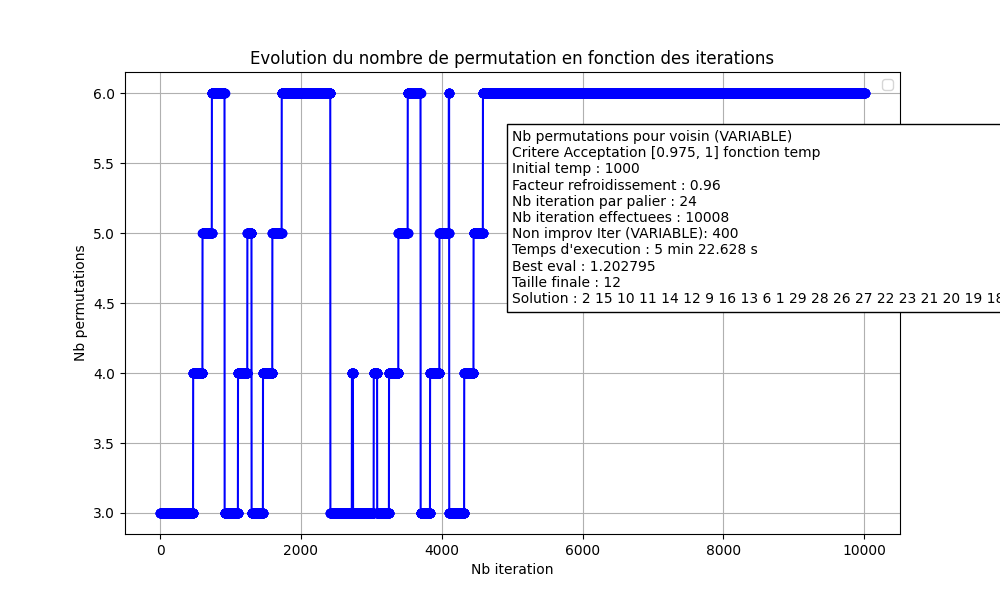 Evolution du nombre de permutation en fonction des iterations
6.0
5.5
5.0
4.5
4.0
3.5
3.0
Nb permutations
Nb permutations pour voisin (VARIABLE)
Critere Acceptation [0.975, 1] fonction temp
Initial temp : 1000
Facteur refroidissement : 0.96
Nb iteration par palier : 24
Nb iteration effectuees : 10008
Non improv Iter (VARIABLE): 400
Temps d'execution : 5 min 22.628 s
Best eval : 1.202795
Taille finale : 12
Solution : 2 15 10 11 14 12 9 16 13 6 1 29 28 26 27 22 23 21 20 19 18
0 2000 4000 6000 8000 10000
Nb iteration